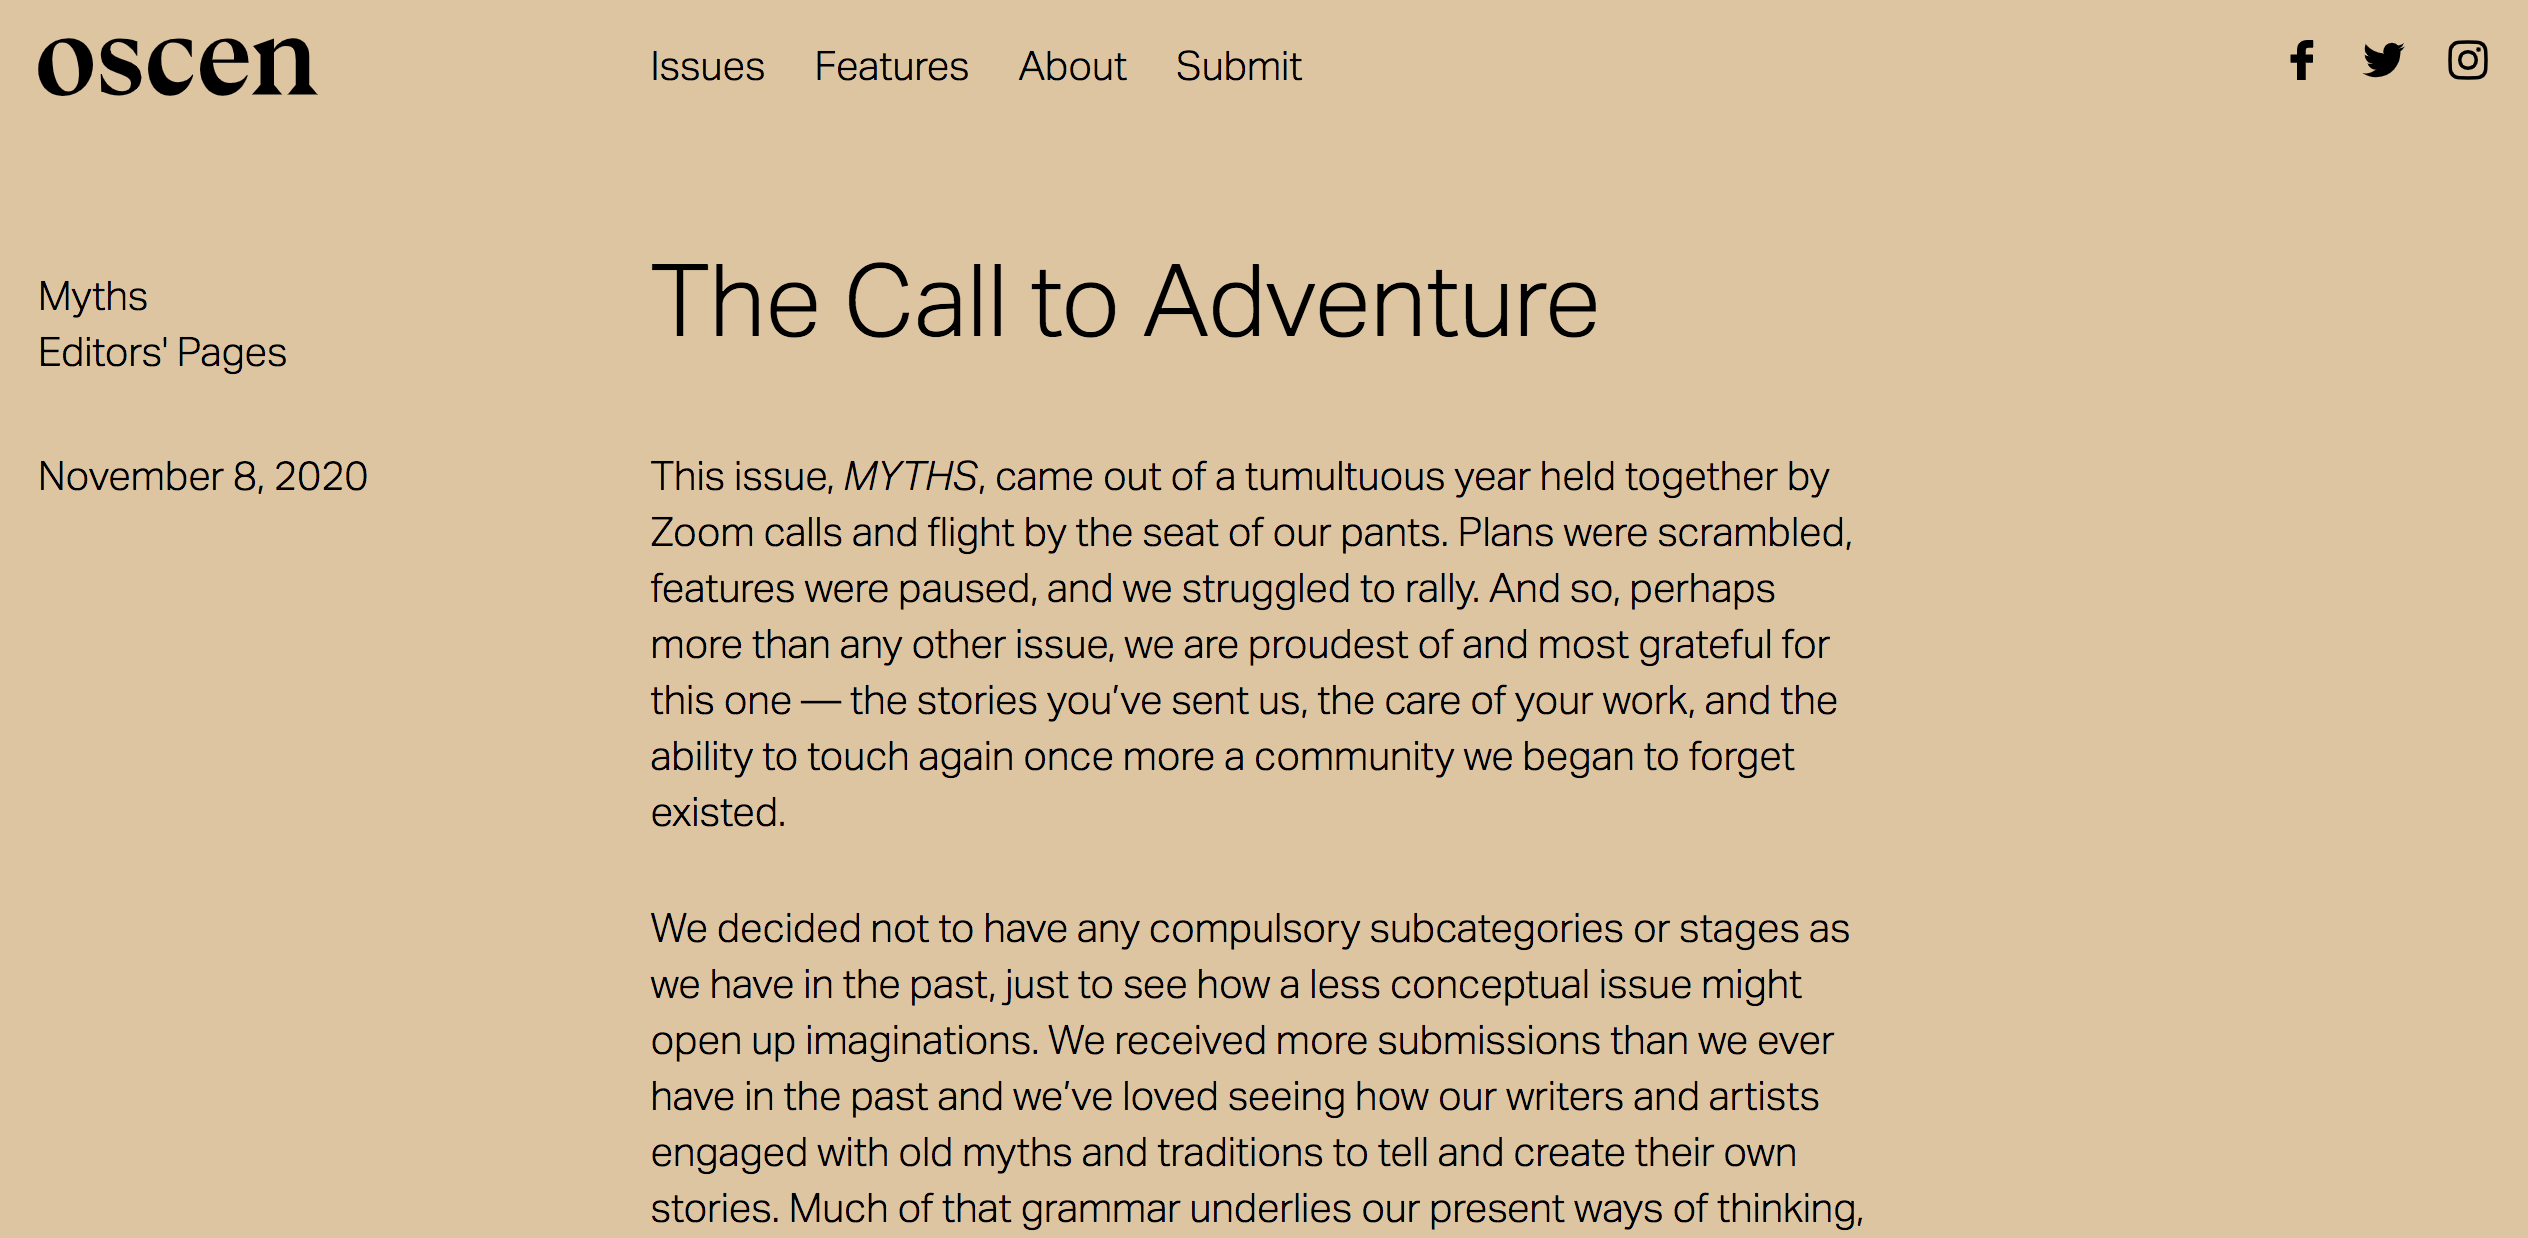 oscen
Issues Features About Submit
Myths
Editors' Pages
November 8, 2020
The Call to Adventure
This issue, MYTHS, came out of a tumultuous year held together by
Zoom calls and flight by the seat of our pants. Plans were scrambled,
features were paused, and we struggled to rally. And so, perhaps
more than any other issue, we are proudest of and most grateful for
this one — the stories you’ve sent us, the care of your work, and the
ability to touch again once more a community we began to forget
existed.
We decided not to have any compulsory subcategories or stages as
we have in the past, just to see how a less conceptual issue might
open up imaginations. We received more submissions than we ever
have in the past and we’ve loved seeing how our writers and artists
engaged with old myths and traditions to tell and create their own
stories. Much of that grammar underlies our present ways of thinking,